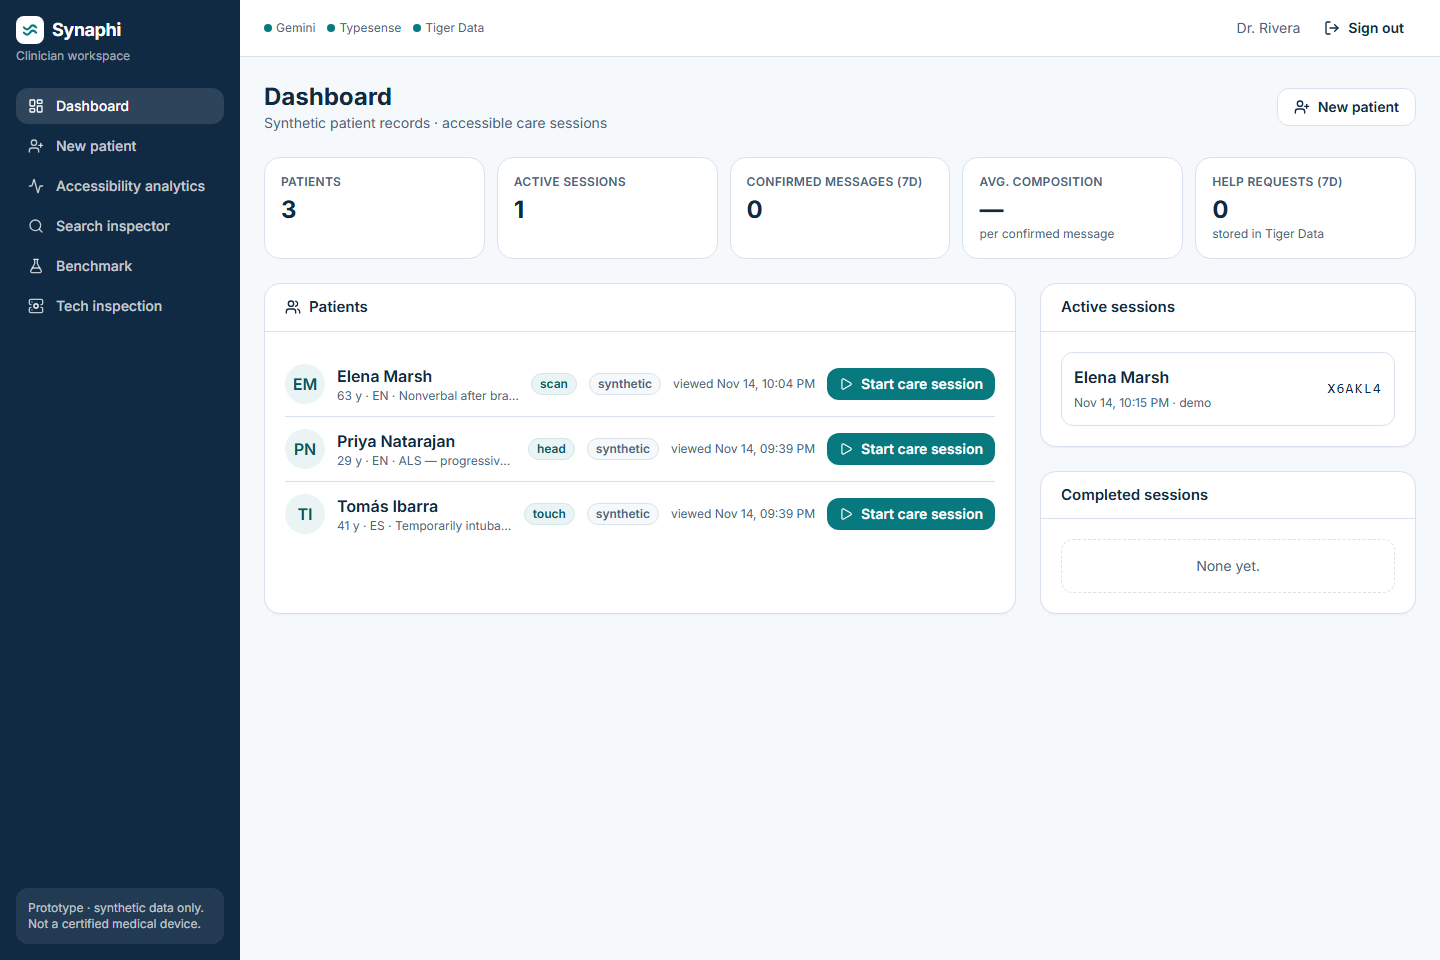 Synaphi
Clinician workspace
Dashboard
New patient
Accessibility analytics
Search inspector
Benchmark
Tech inspection
Prototype · synthetic data only.
Not a certified medical device.
Gemini
Typesense
Tiger Data
Dr. Rivera
Sign out
Dashboard
Synthetic patient records · accessible care sessions
New patient
PATIENTS
3
ACTIVE SESSIONS
1
CONFIRMED MESSAGES (7D)
0
AVG. COMPOSITION
—
per confirmed message
HELP REQUESTS (7D)
0
stored in Tiger Data
Patients
EM
Elena Marsh
63 y · EN · Nonverbal after bra...
scan
synthetic
viewed Nov 14, 10:04 PM
Start care session
PN
Priya Natarajan
29 y · EN · ALS — progressiv...
head
synthetic
viewed Nov 14, 09:39 PM
Start care session
TI
Tomás Ibarra
41 y · ES · Temporarily intuba...
touch
synthetic
viewed Nov 14, 09:39 PM
Start care session
Active sessions
Elena Marsh
Nov 14, 10:15 PM · demo
X6AKL4
Completed sessions
None yet.